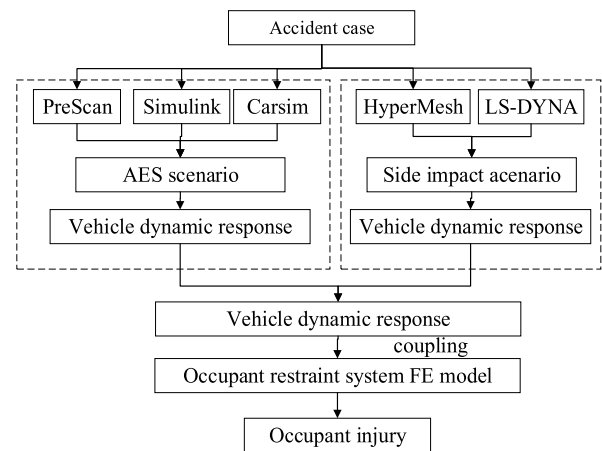 Accident case
PreScan
Simulink
Carsim
HyperMesh
LS-DYNA
AES scenario
Side impact acenario
Vehicle dynamic response
Vehicle dynamic response
Vehicle dynamic response
coupling
Occupant restraint system FE model
Occupant injury